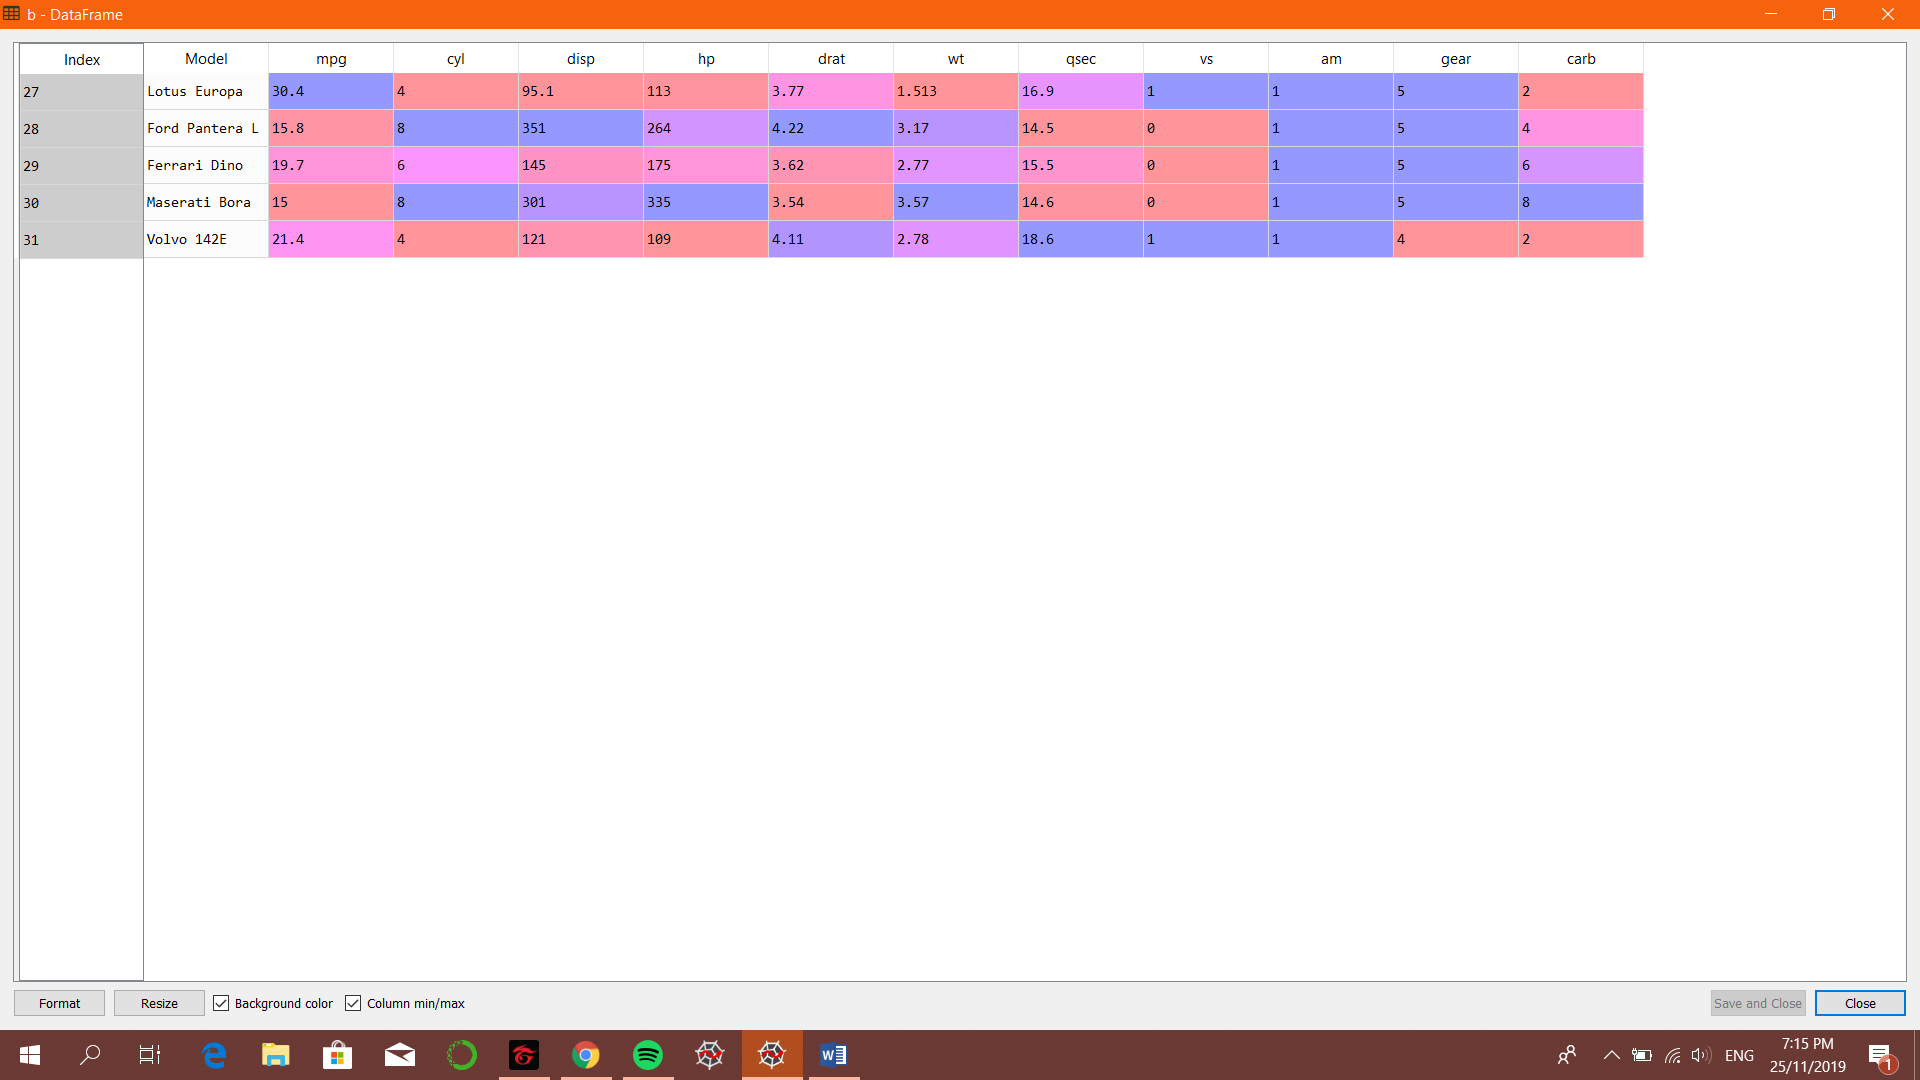 b - DataFrame
Index Model mpg cyl disp hp drat wt qsec vs am gear carb
27 Lotus Europa 30.4 4 95.1 113 3.77 1.513 16.9 1 1 5 2
28 Ford Pantera L 15.8 8 351 264 4.22 3.17 14.5 0 1 5 4
29 Ferrari Dino 19.7 6 145 175 3.62 2.77 15.5 0 1 5 6
30 Maserati Bora 15 8 301 335 3.54 3.57 14.6 0 1 5 8
31 Volvo 142E 21.4 4 121 109 4.11 2.78 18.6 1 1 4 2
Format Resize Background color Column min/max Save and Close Close
ENG 7:15 PM
25/11/2019 1